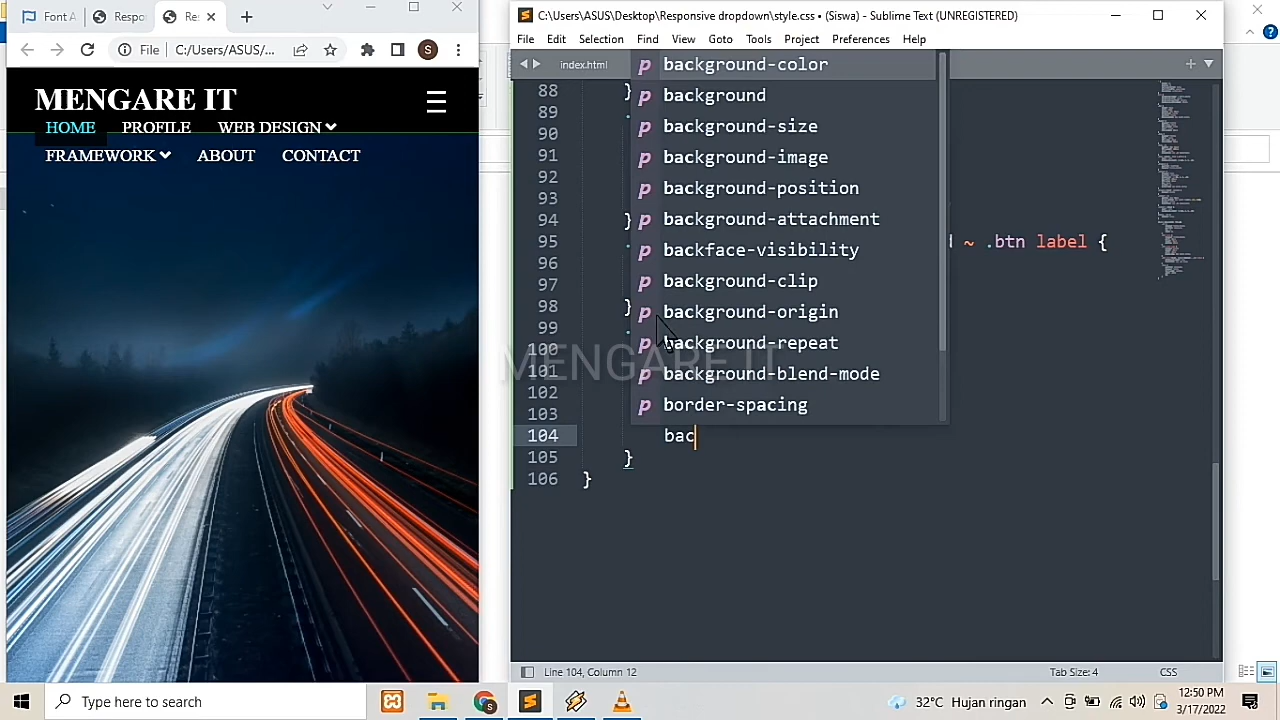 Font A
Respo
Res
File
C:/Users/ASUS/...
S
MENGARE IT
HOME
PROFILE
WEB DESIGN
FRAMEWORK
ABOUT
CONTACT
C:\Users\ASUS\Desktop\Responsive dropdown\style.css • (Siswa) - Sublime Text (UNREGISTERED)
File Edit Selection Find View Goto Tools Project Preferences Help
index.html
p background-color
88 } p background
89 . p background-size
90
91 p background-image
92 p background-position
93
94 } p background-attachment
95 . p backface-visibility ~ .btn label {
96
97 p background-clip
98 } p background-origin
99 .
100 p background-repeat
101 p background-blend-mode
102 p border-spacing
103
104 bac
105 }
106 }
MENGARE IT
Line 104, Column 12
Tab Size: 4
CSS
Type here to search
32°C Hujan ringan
12:50 PM
3/17/2022